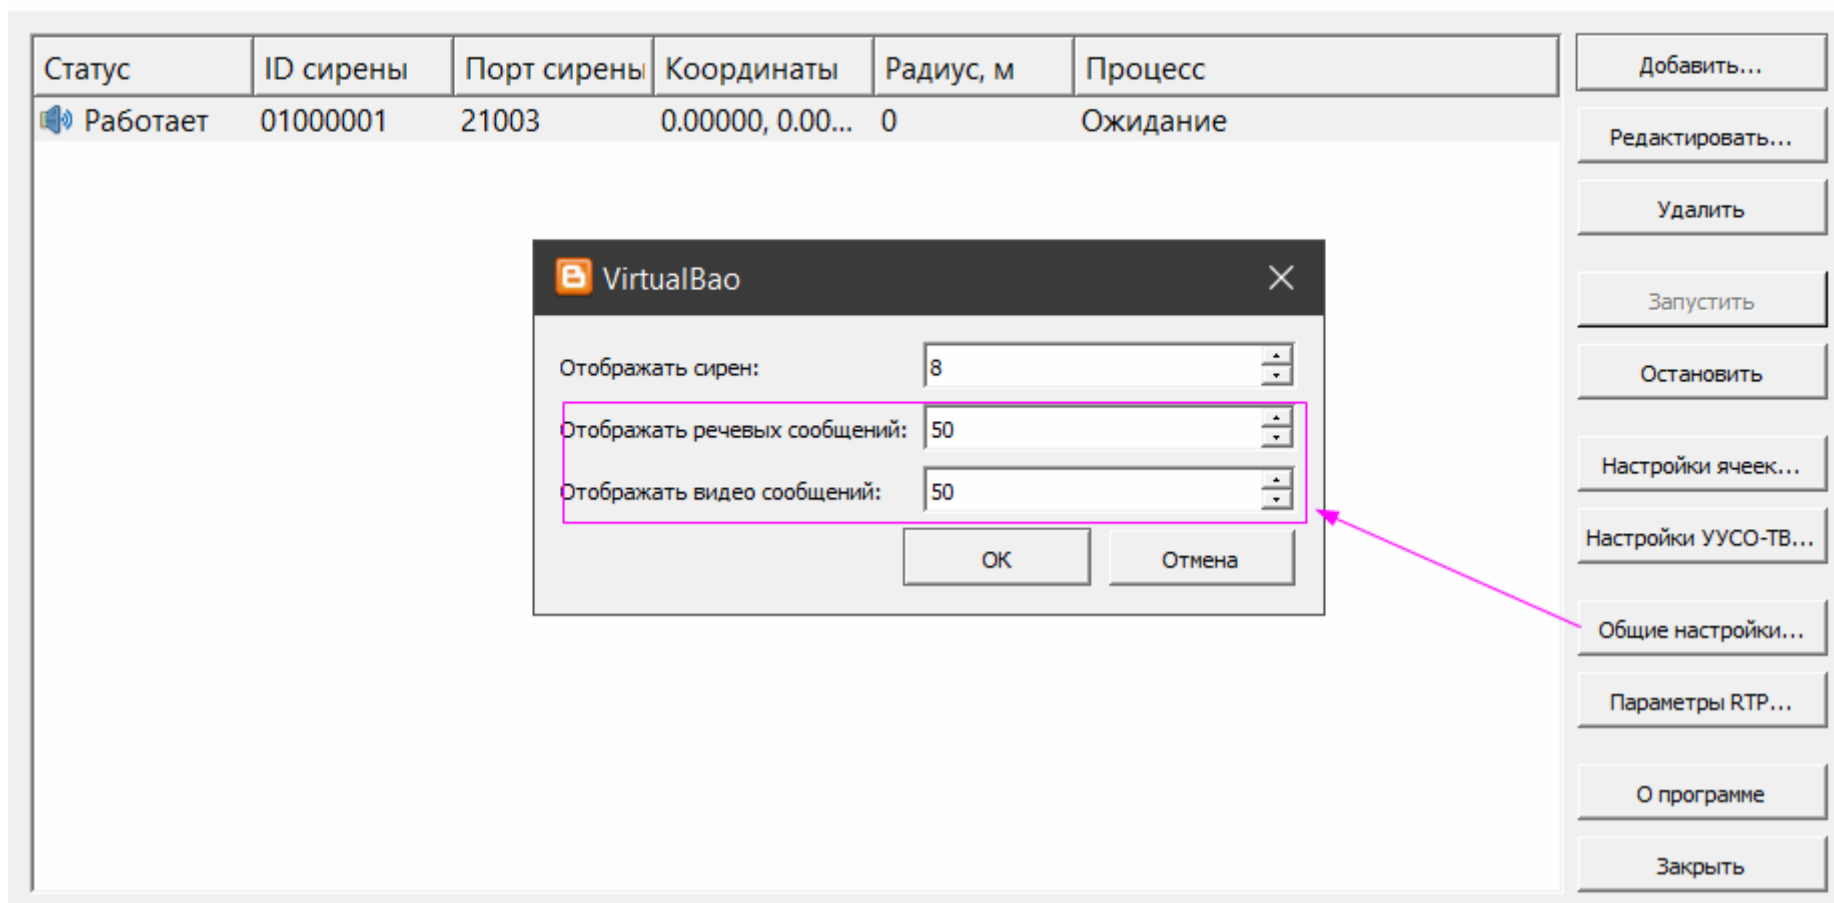 Статус ID сирены Порт сирены Координаты Радиус, м Процесс
Работает 01000001 21003 0.00000, 0.00... 0 Ожидание
VirtualBao
Отображать сирен: 8
Отображать речевых сообщений: 50
Отображать видео сообщений: 50
ОК Отмена
Добавить...
Редактировать...
Удалить
Запустить
Остановить
Настройки ячеек...
Настройки УУСО-ТВ...
Общие настройки...
Параметры RTP...
О программе
Закрыть